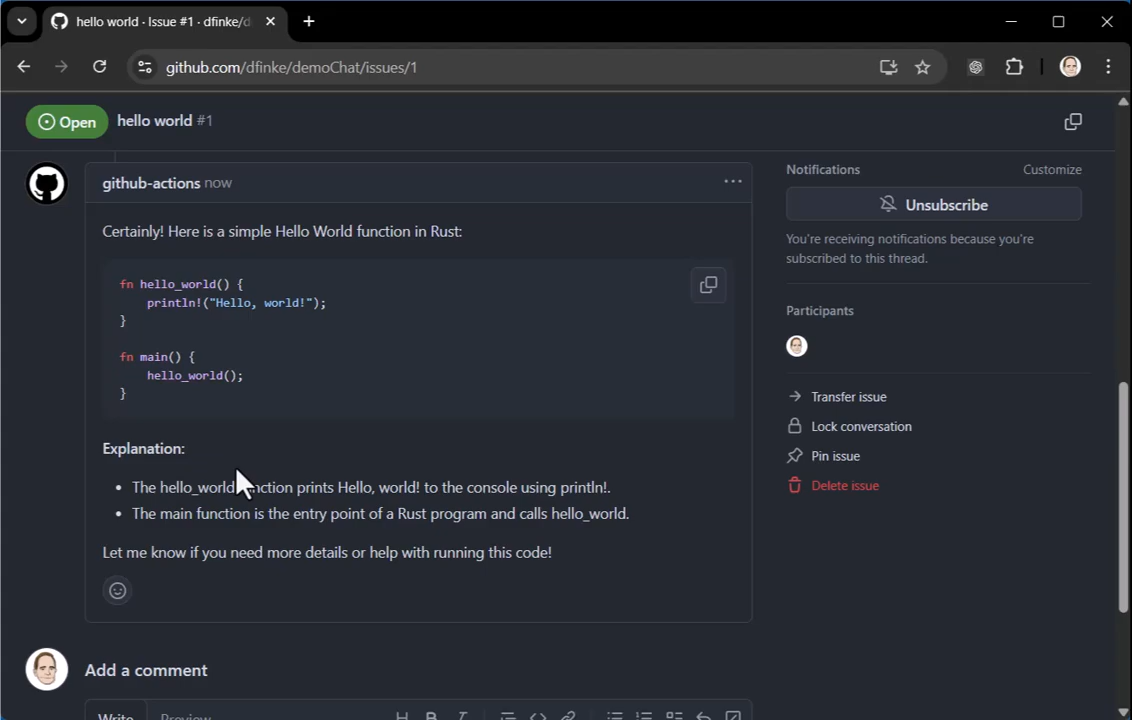 hello world · Issue #1 · dfinke/d
github.com/dfinke/demoChat/issues/1
Open
hello world #1
github-actions now
Certainly! Here is a simple Hello World function in Rust:
fn hello_world() {
    println!("Hello, world!");
}
fn main() {
    hello_world();
}
Explanation:
• The hello_world nction prints Hello, world! to the console using println!.
• The main function is the entry point of a Rust program and calls hello_world.
Let me know if you need more details or help with running this code!
Add a comment
Write Preview
Notifications Customize
Unsubscribe
You're receiving notifications because you're
subscribed to this thread.
Participants
Transfer issue
Lock conversation
Pin issue
Delete issue